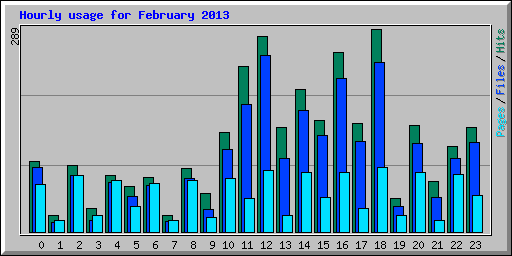 Hourly usage for February 2013
289
Pages / Files / Hits
0 1 2 3 4 5 6 7 8 9 10 11 12 13 14 15 16 17 18 19 20 21 22 23